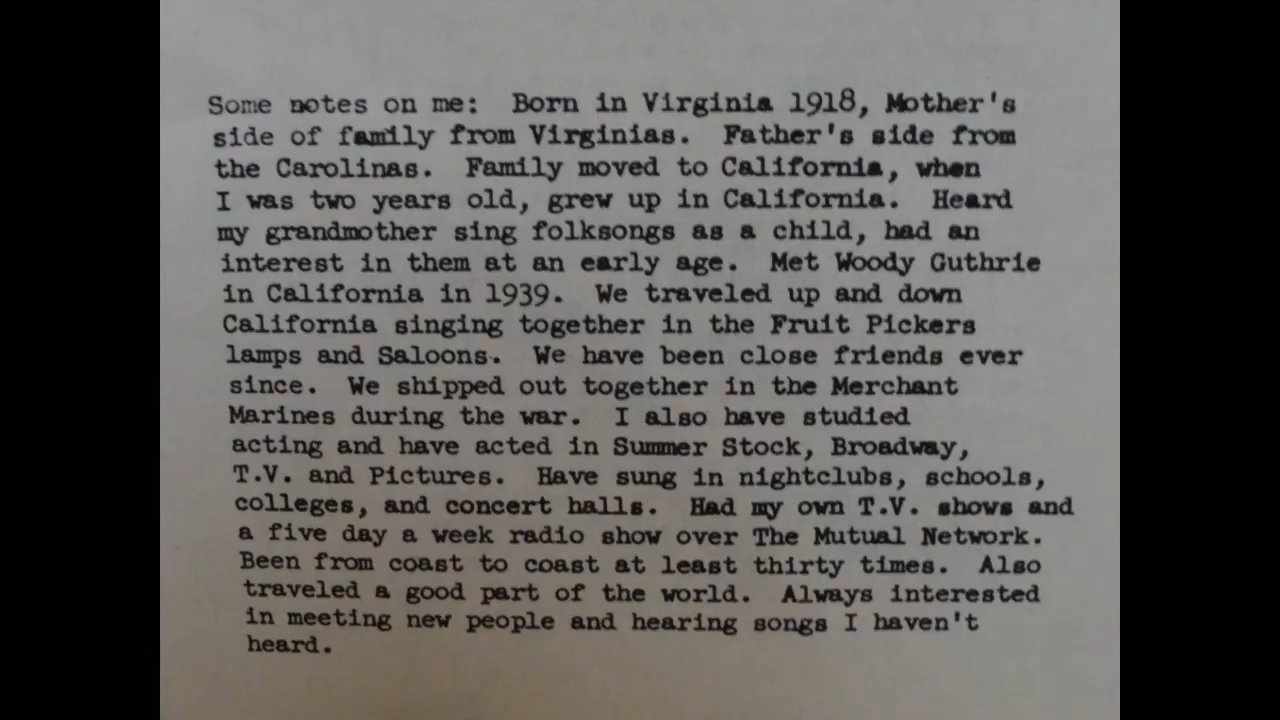 Some notes on me:  Born in Virginia 1918, Mother's
side of family from Virginias.  Father's side from
the Carolinas.  Family moved to California, when
I was two years old, grew up in California.  Heard
my grandmother sing folksongs as a child, had an
interest in them at an early age.  Met Woody Guthrie
in California in 1939.  We traveled up and down
California singing together in the Fruit Pickers
lamps and Saloons.  We have been close friends ever
since.  We shipped out together in the Merchant
Marines during the war.  I also have studied
acting and have acted in Summer Stock, Broadway,
T.V. and Pictures.  Have sung in nightclubs, schools,
colleges, and concert halls.  Had my own T.V. shows and
a five day a week radio show over The Mutual Network.
Been from coast to coast at least thirty times.  Also
traveled a good part of the world.  Always interested
in meeting new people and hearing songs I haven't
heard.